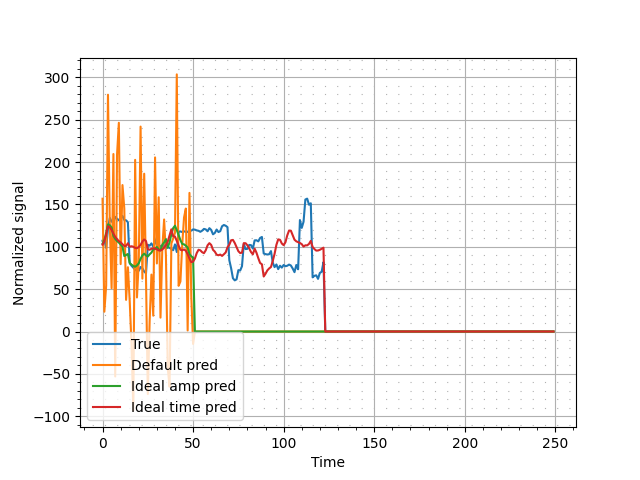 300
250
200
150
100
50
0
−50
−100
Normalized signal
True
Default pred
Ideal amp pred
Ideal time pred
0 50 100 150 200 250
Time